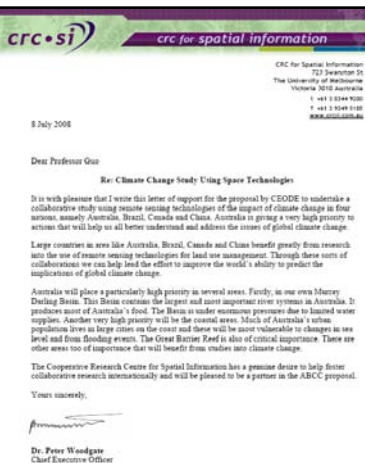 crc•si
crc for spatial information
CRC for Spatial Information
723 Swanston St
The University of Melbourne
Victoria 3010 Australia
8 July 2008
Dear Professor Guo
Re: Climate Change Study Using Space Technologies
It is with pleasure that I write this letter of support for the proposal by CEODE to undertake a
collaborative study using remote sensing technologies of the impact of climate change in four
nations, namely Australia, Brazil, Canada and China. Australia is giving a very high priority to
actions that will help us all better understand and address the issues of global climate change.
Large countries in area like Australia, Brazil, Canada and China benefit greatly from research
into the use of remote sensing technologies for land use management. Through these sorts of
collaborations we can help lead the effort to improve the world's ability to predict the
implications of global climate change.
Australia will place a particularly high priority in several areas. Firstly, in our own Murrey
Darling Basin. This Basin contains the largest and most important river systems in Australia. It
produces most of Australia's food. The Basin is under enormous pressures due to limited water
supplies. Another very high priority will be the coastal areas. Much of Australia's urban
population lives in large cities on the coast and these will be most vulnerable to changes in sea
level and from flooding events. The Great Barrier Reef is also of critical importance. There are
other areas too of importance that will benefit from studies into climate change.
The Cooperative Research Centre for Spatial Information has a genuine desire to help foster
collaborative research internationally and will be pleased to be a partner in the ABCC proposal.
Yours sincerely,
Dr. Peter Woodgate
Chief Executive Officer